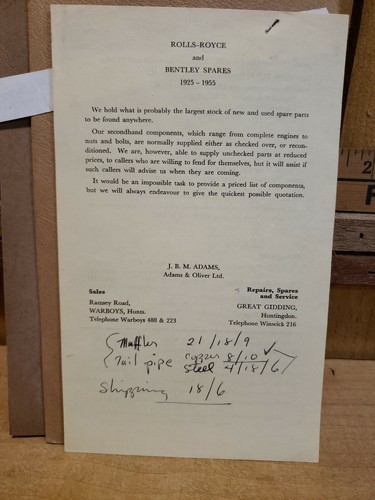 ROLLS-ROYCE
and
BENTLEY SPARES
1925 – 1955
We hold what is probably the largest stock of new and used spare parts
to be found anywhere.
Our secondhand components, which range from complete engines to
nuts and bolts, are normally supplied either as checked over, or recon-
ditioned. We are, however, able to supply unchecked parts at reduced
prices, to callers who are willing to fend for themselves, but it will assist if
such callers will advise us when they are coming.
It would be an impossible task to provide a priced list of components,
but we will always endeavour to give the quickest possible quotation.
J. B. M. ADAMS,
Adams & Oliver Ltd.
Sales
Ramsey Road,
WARBOYS, Hunts.
Telephone Warboys 488 & 223
Repairs, Spares
and Service
GREAT GIDDING,
Huntingdon.
Telephone Winwick 216
Muffler 21/18/9
Tail pipe copper 8/10 ✓
steel 4/18/6
Shipping 18/6
2